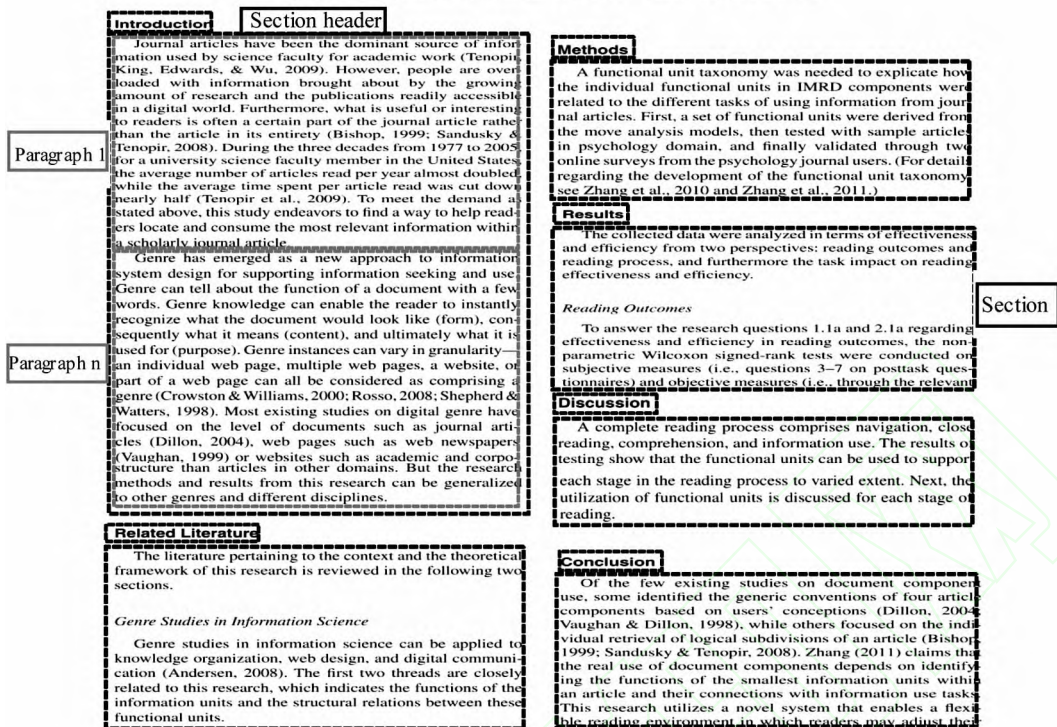 Introduction
Section header
Journal articles have been the dominant source of infor
mation used by science faculty for academic work (Tenopir
King, Edwards, & Wu, 2009). However, people are over
loaded with information brought about by the growing
amount of research and the publications readily accessible
in a digital world. Furthermore, what is useful or interesting
to readers is often a certain part of the journal article rathe
than the article in its entirety (Bishop, 1999; Sandusky &
Tenopir, 2008). During the three decades from 1977 to 2005
for a university science faculty member in the United States
the average number of articles read per year almost doubled
while the average time spent per article read was cut down
nearly half (Tenopir et al., 2009). To meet the demand as
stated above, this study endeavors to find a way to help read-
ers locate and consume the most relevant information within
a scholarly journal article
Paragraph 1
Genre has emerged as a new approach to information
system design for supporting information seeking and use
Genre can tell about the function of a document with a few
words. Genre knowledge can enable the reader to instantly
recognize what the document would look like (form), con-
sequently what it means (content), and ultimately what it is
used for (purpose). Genre instances can vary in granularity—
an individual web page, multiple web pages, a website, or
part of a web page can all be considered as comprising a
genre (Crowston & Williams, 2000; Rosso, 2008; Shepherd &
Watters, 1998). Most existing studies on digital genre have
focused on the level of documents such as journal arti-
cles (Dillon, 2004), web pages such as web newspapers
(Vaughan, 1999) or websites such as academic and corpo-
structure than articles in other domains. But the research
methods and results from this research can be generalized
to other genres and different disciplines.
Paragraph n
Related Literature
The literature pertaining to the context and the theoretical
framework of this research is reviewed in the following two
sections.
Genre Studies in Information Science
Genre studies in information science can be applied to
knowledge organization, web design, and digital communi-
cation (Andersen, 2008). The first two threads are closely
related to this research, which indicates the functions of the
information units and the structural relations between these
functional units.
Methods
A functional unit taxonomy was needed to explicate how
the individual functional units in IMRD components were
related to the different tasks of using information from jour
nal articles. First, a set of functional units were derived from
the move analysis models, then tested with sample articles
in psychology domain, and finally validated through two
online surveys from the psychology journal users. (For details
regarding the development of the functional unit taxonomy
see Zhang et al., 2010 and Zhang et al., 2011.)
Results
The collected data were analyzed in terms of effectiveness
and efficiency from two perspectives: reading outcomes and
reading process, and furthermore the task impact on reading
effectiveness and efficiency.
Section
Reading Outcomes
To answer the research questions 1.1a and 2.1a regarding
effectiveness and efficiency in reading outcomes, the non-
parametric Wilcoxon signed-rank tests were conducted on
subjective measures (i.e., questions 3–7 on posttask ques-
tionnaires) and objective measures (i.e., through the relevant
Discussion
A complete reading process comprises navigation, close
reading, comprehension, and information use. The results of
testing show that the functional units can be used to suppor
each stage in the reading process to varied extent. Next, the
utilization of functional units is discussed for each stage of
reading.
Conclusion
Of the few existing studies on document component
use, some identified the generic conventions of four article
components based on users' conceptions (Dillon, 2004
Vaughan & Dillon, 1998), while others focused on the indi
vidual retrieval of logical subdivisions of an article (Bishop,
1999; Sandusky & Tenopir, 2008). Zhang (2011) claims that
the real use of document components depends on identify
ing the functions of the smallest information units within
an article and their connections with information use tasks
This research utilizes a novel system that enables a flexi
ble reading environment in which readers may adjust their